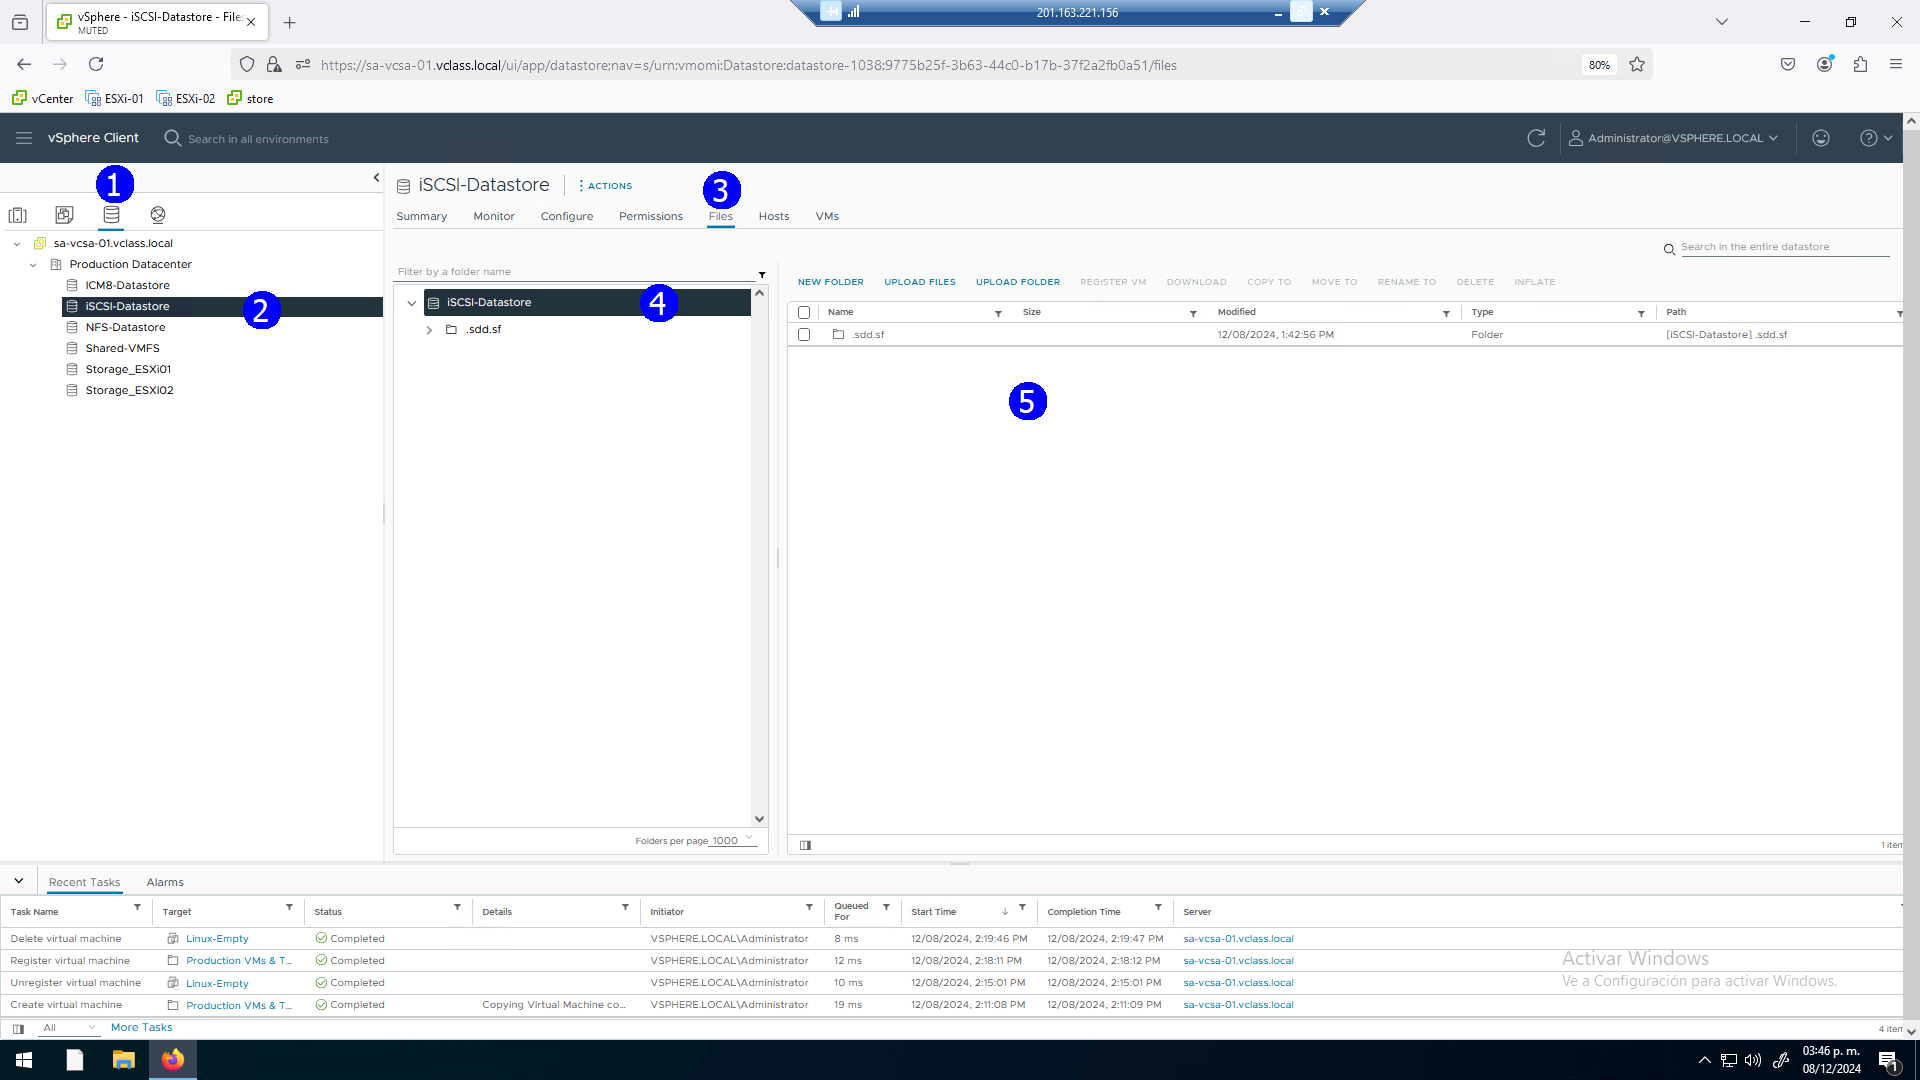 vSphere - iSCSI-Datastore - File
MUTED
201.163.221.156
https://sa-vcsa-01.vclass.local/ui/app/datastore;nav=s/urn:vmomi:Datastore:datastore-1038:9775b25f-3b63-44c0-b17b-37f2a2fb0a51/files
80%
vCenter ESXi-01 ESXi-02 store
vSphere Client Search in all environments Administrator@VSPHERE.LOCAL
1
iSCSI-Datastore ACTIONS
3
Summary Monitor Configure Permissions Files Hosts VMs
sa-vcsa-01.vclass.local
Production Datacenter
ICM8-Datastore
iSCSI-Datastore
2
NFS-Datastore
Shared-VMFS
Storage_ESXi01
Storage_ESXI02
Search in the entire datastore
Filter by a folder name
iSCSI-Datastore
4
.sdd.sf
Folders per page 1000
NEW FOLDER UPLOAD FILES UPLOAD FOLDER REGISTER VM DOWNLOAD COPY TO MOVE TO RENAME TO DELETE INFLATE
Name Size Modified Type Path
.sdd.sf 12/08/2024, 1:42:56 PM Folder [iSCSI-Datastore] .sdd.sf
5
1 item
Recent Tasks Alarms
Task Name Target Status Details Initiator Queued For Start Time Completion Time Server
Delete virtual machine Linux-Empty Completed VSPHERE.LOCAL\Administrator 8 ms 12/08/2024, 2:19:46 PM 12/08/2024, 2:19:47 PM sa-vcsa-01.vclass.local
Register virtual machine Production VMs & T... Completed VSPHERE.LOCAL\Administrator 12 ms 12/08/2024, 2:18:11 PM 12/08/2024, 2:18:12 PM sa-vcsa-01.vclass.local
Unregister virtual machine Linux-Empty Completed VSPHERE.LOCAL\Administrator 10 ms 12/08/2024, 2:15:01 PM 12/08/2024, 2:15:01 PM sa-vcsa-01.vclass.local
Create virtual machine Production VMs & T... Completed Copying Virtual Machine co... VSPHERE.LOCAL\Administrator 19 ms 12/08/2024, 2:11:08 PM 12/08/2024, 2:11:09 PM sa-vcsa-01.vclass.local
All More Tasks
4 item
Activar Windows
Ve a Configuración para activar Windows.
03:46 p. m.
08/12/2024
1